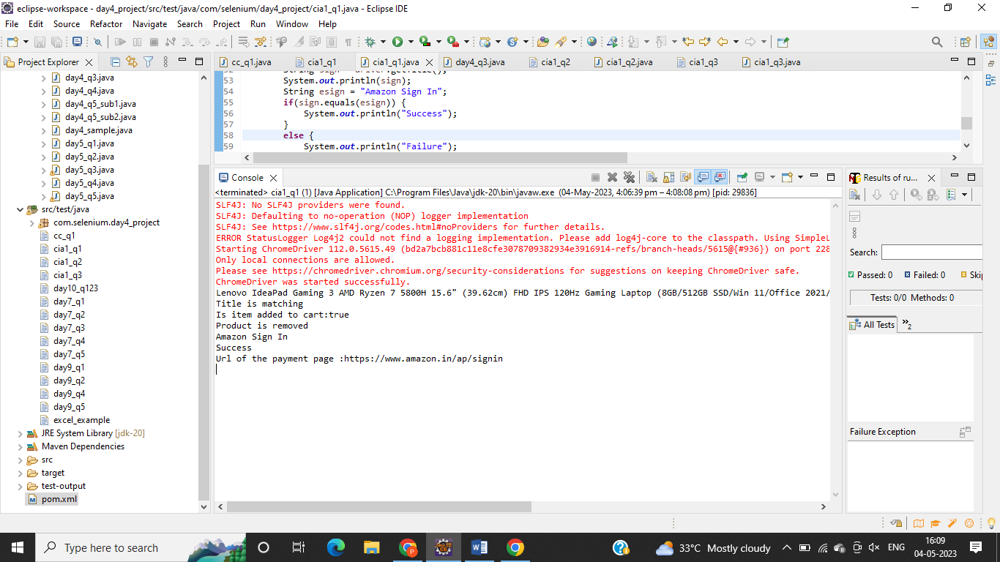 eclipse-workspace - day4_project/src/test/java/com/selenium/day4_project/cia1_q1.java - Eclipse IDE
File Edit Source Refactor Navigate Search Project Run Window Help
Project Explorer
day4_q3.java
day4_q4.java
day4_q5_sub1.java
day4_q5_sub2.java
day4_sample.java
day5_q1.java
day5_q2.java
day5_q3.java
day5_q4.java
day5_q5.java
src/test/java
com.selenium.day4_project
cc_q1
cia1_q1
cia1_q2
cia1_q3
day10_q123
day7_q1
day7_q2
day7_q3
day7_q4
day7_q5
day9_q1
day9_q2
day9_q4
day9_q5
excel_example
JRE System Library [jdk-20]
Maven Dependencies
src
target
test-output
pom.xml
cc_q1.java cia1_q1 cia1_q1.java day4_q3.java cia1_q2 cia1_q2.java cia1_q3 cia1_q3.java
52 String sign = driver.getTitle();
53 System.out.println(sign);
54 String esign = "Amazon Sign In";
55 if(sign.equals(esign)) {
56 System.out.println("Success");
57 }
58 else {
59 System.out.println("Failure");
Console
<terminated> cia1_q1 (1) [Java Application] C:\Program Files\Java\jdk-20\bin\javaw.exe (04-May-2023, 4:06:39 pm – 4:08:08 pm) [pid: 29836]
SLF4J: No SLF4J providers were found.
SLF4J: Defaulting to no-operation (NOP) logger implementation
SLF4J: See https://www.slf4j.org/codes.html#noProviders for further details.
ERROR StatusLogger Log4j2 could not find a logging implementation. Please add log4j-core to the classpath. Using SimpleL
Starting ChromeDriver 112.0.5615.49 (bd2a7bcb881c11e8cfe3078709382934e3916914-refs/branch-heads/5615@{#936}) on port 228
Only local connections are allowed.
Please see https://chromedriver.chromium.org/security-considerations for suggestions on keeping ChromeDriver safe.
ChromeDriver was started successfully.
Lenovo IdeaPad Gaming 3 AMD Ryzen 7 5800H 15.6" (39.62cm) FHD IPS 120Hz Gaming Laptop (8GB/512GB SSD/Win 11/Office 2021/
Title is matching
Is item added to cart:true
Product is removed
Amazon Sign In
Success
Url of the payment page :https://www.amazon.in/ap/signin
Results of ru...
Search:
Passed: 0 Failed: 0 Skip
Tests: 0/0 Methods: 0
All Tests »2
Failure Exception
Type here to search
33°C Mostly cloudy
ENG
16:09
04-05-2023